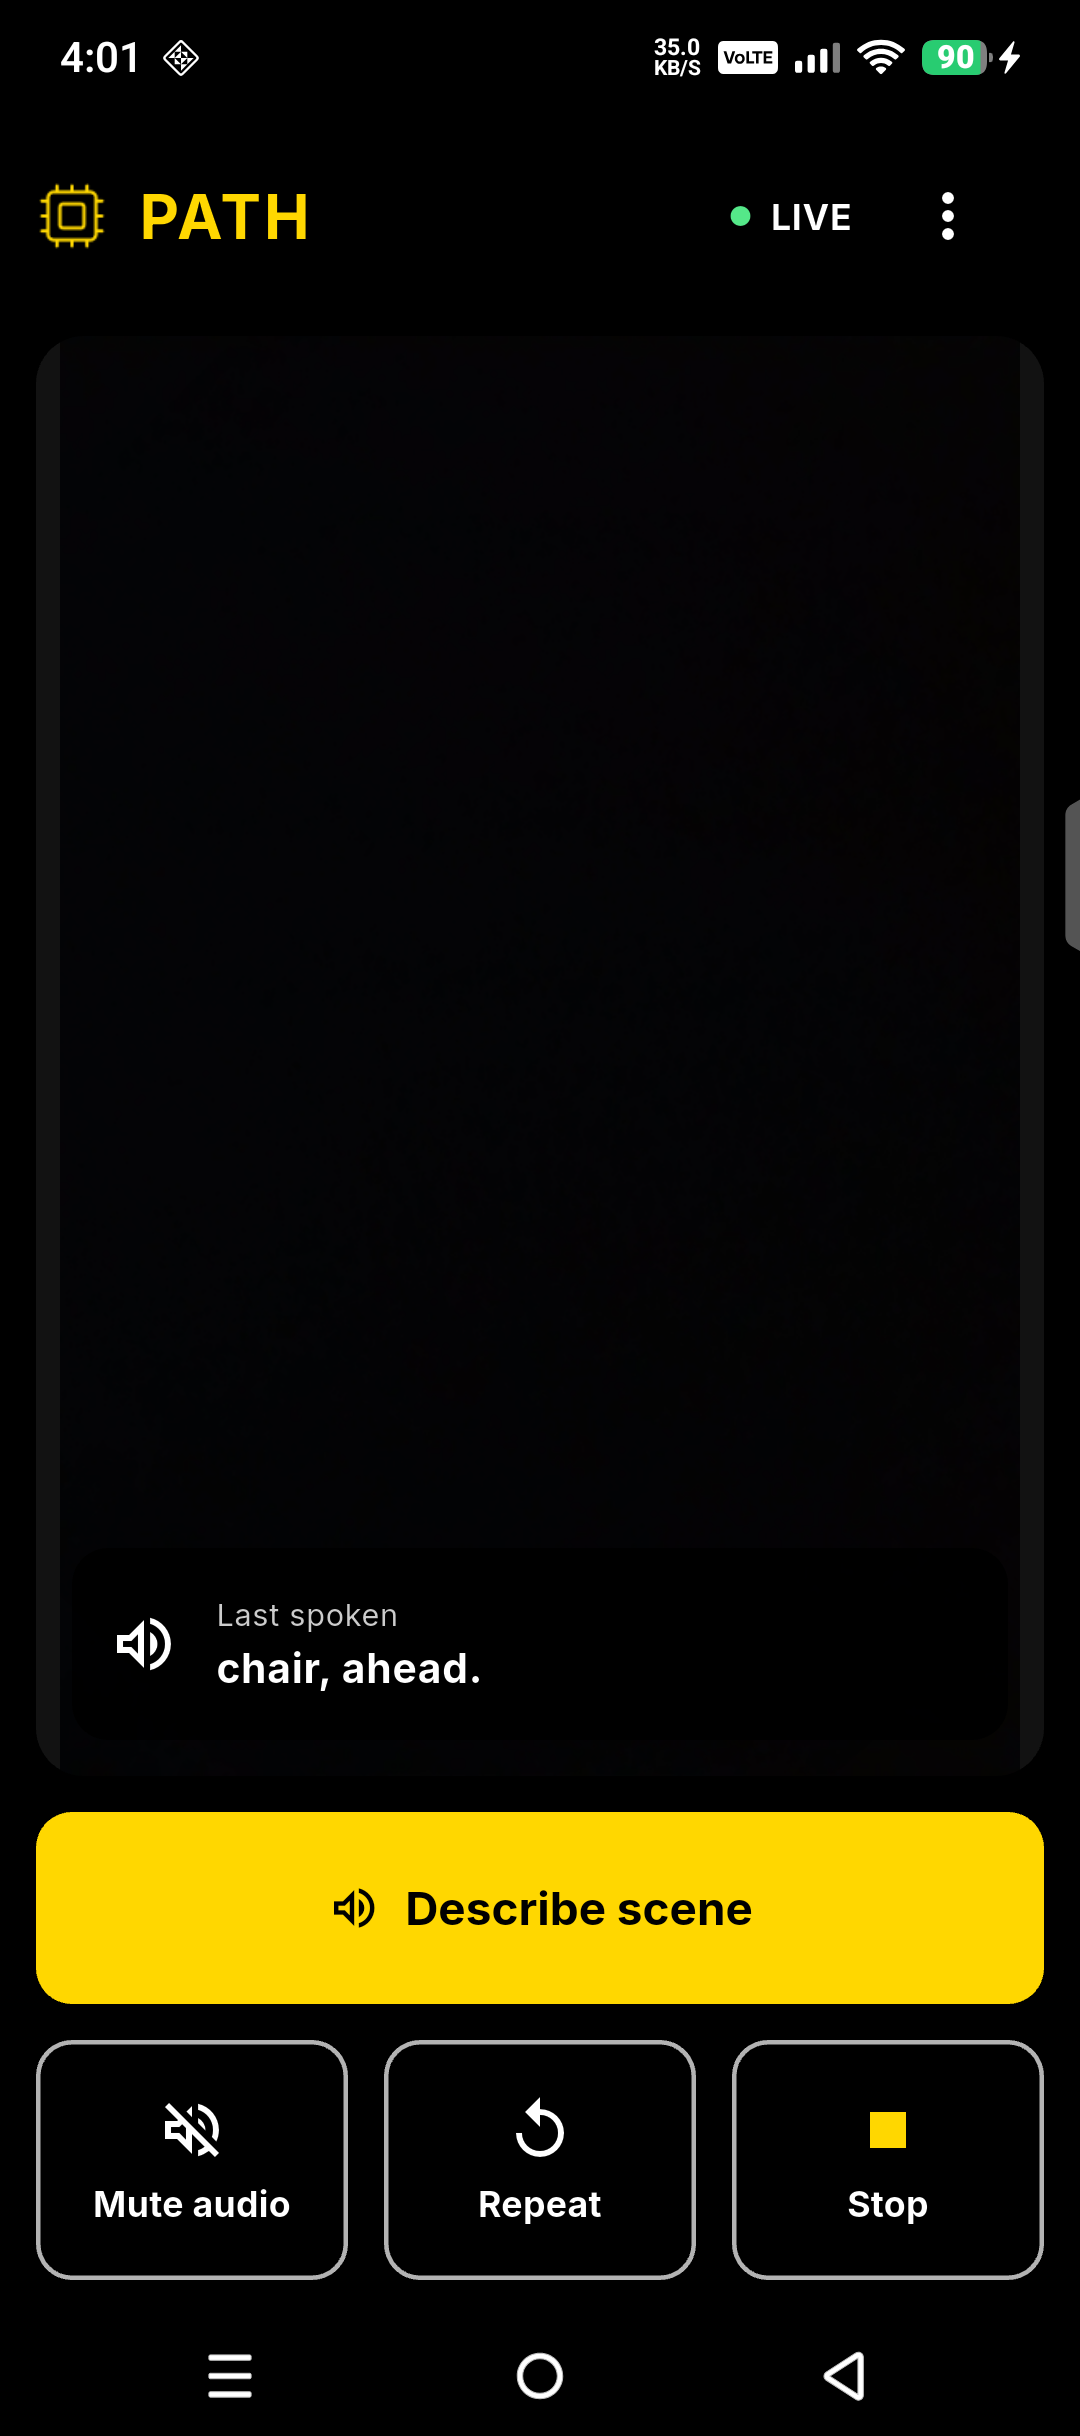 4:01
35.0
KB/S
VoLTE
90
PATH
LIVE
Last spoken
chair, ahead.
Describe scene
Mute audio
Repeat
Stop